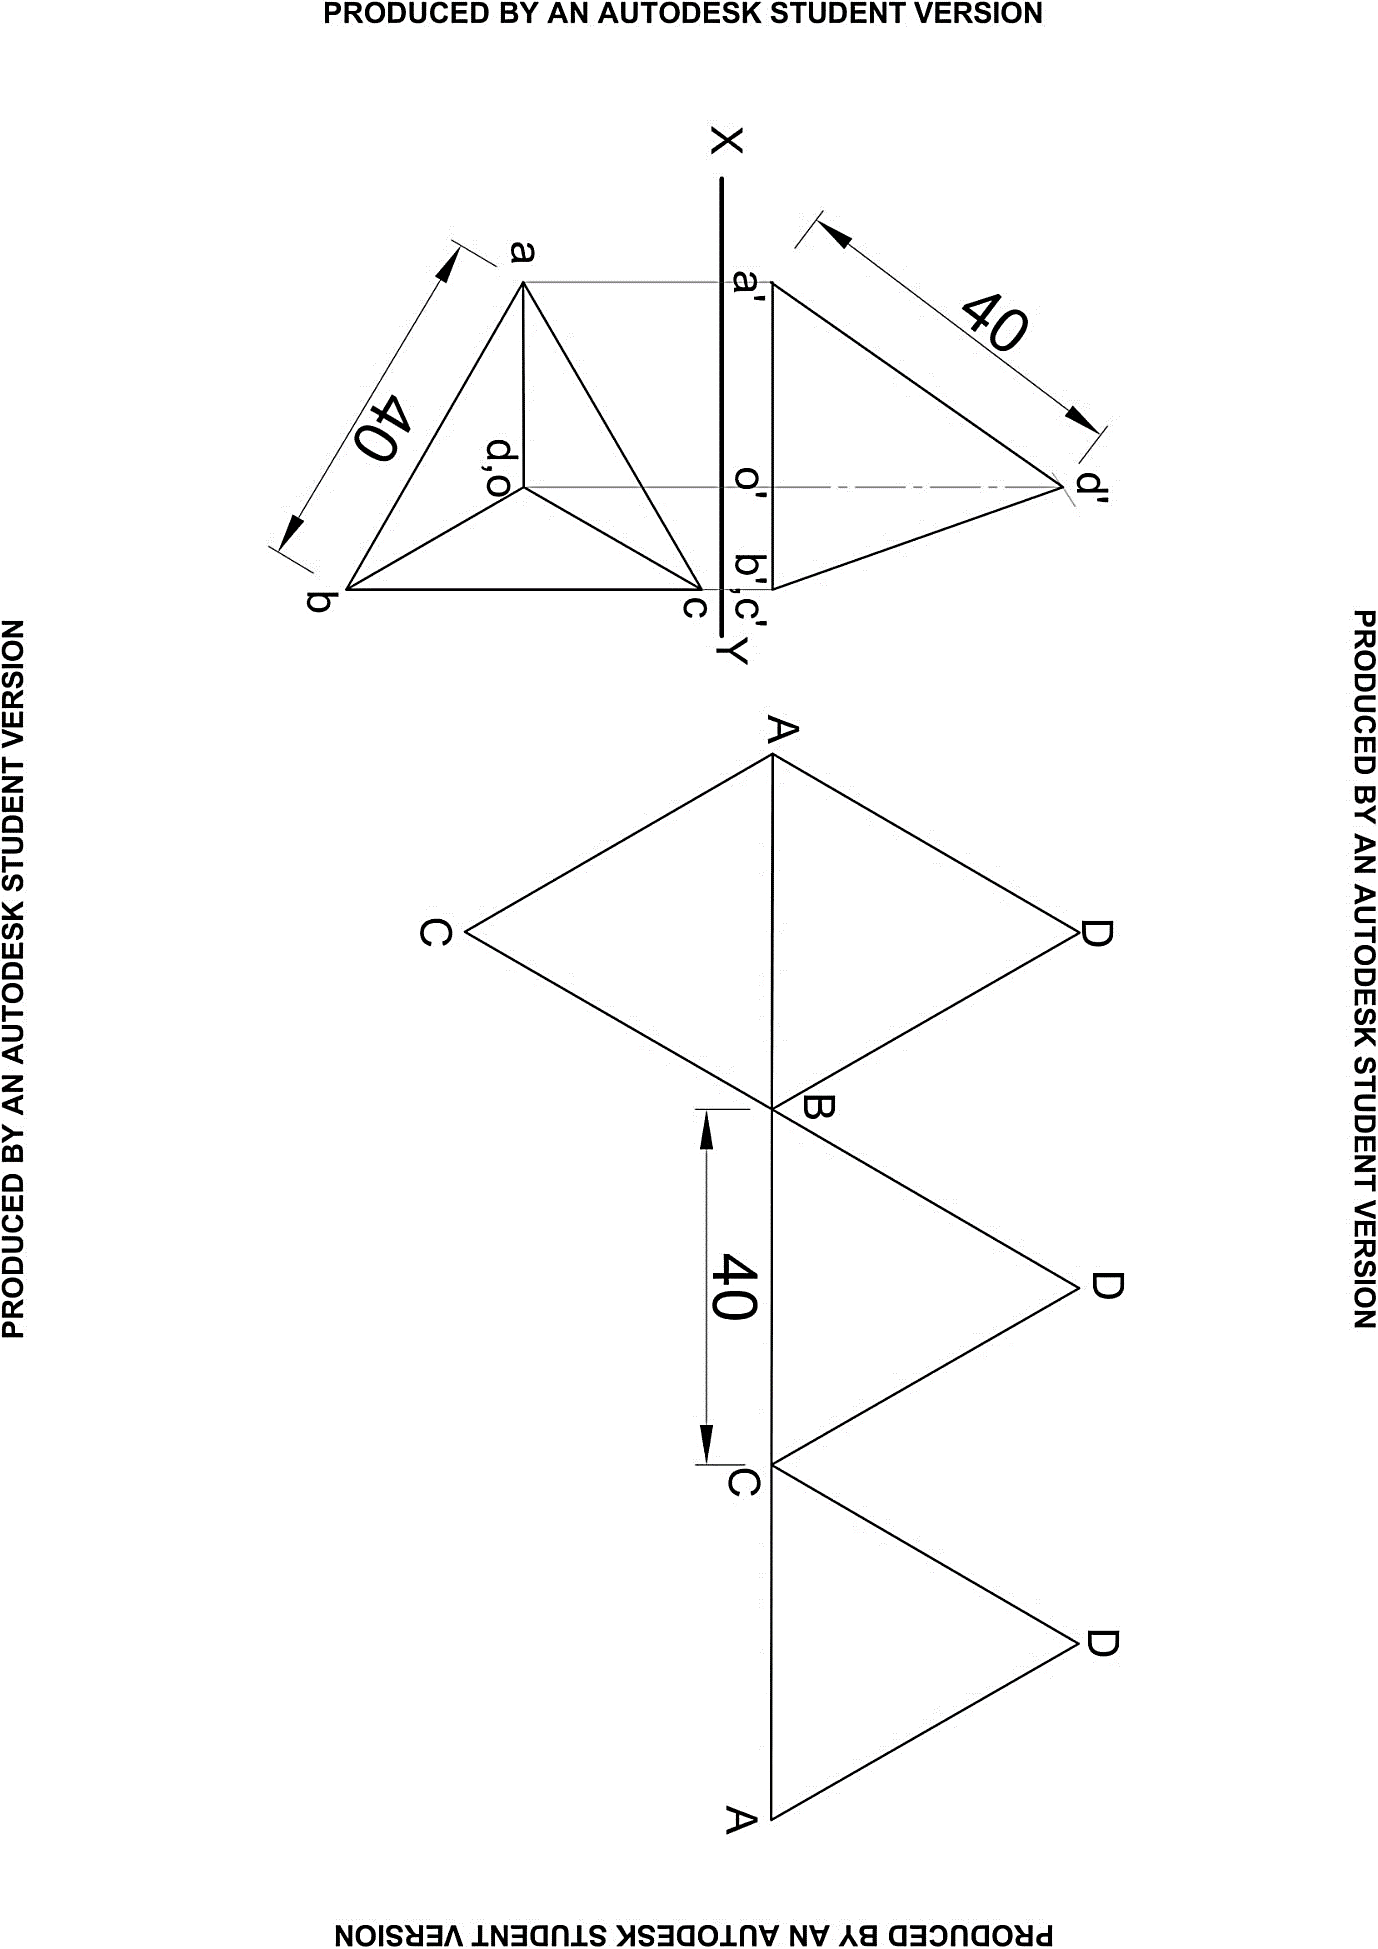 PRODUCED BY AN AUTODESK STUDENT VERSION
PRODUCED BY AN AUTODESK STUDENT VERSION
PRODUCED BY AN AUTODESK STUDENT VERSION
X
a
a'
40
40
d,o
o'
d'
b
c
b',c'
Y
A
C
D
B
40
D
C
D
A
PRODUCED BY AN AUTODESK STUDENT VERSION